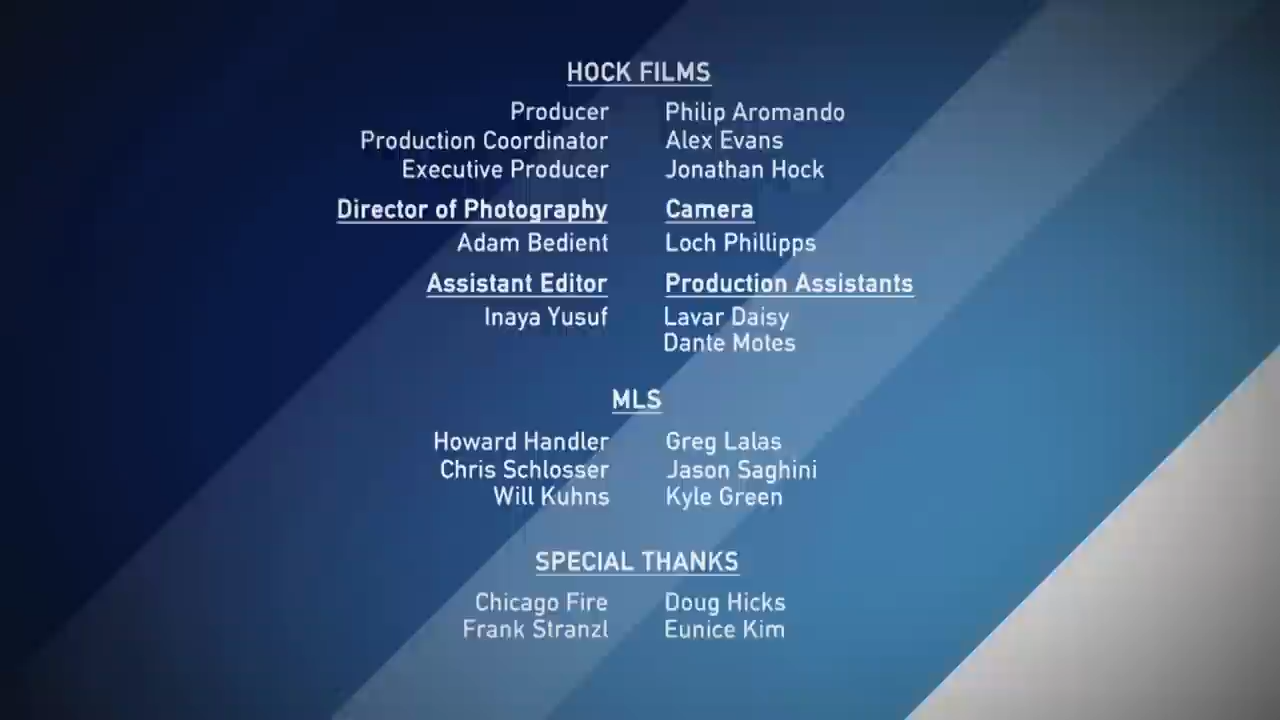 HOCK FILMS
Producer Philip Aromando
Production Coordinator Alex Evans
Executive Producer Jonathan Hock
Director of Photography Camera
Adam Bedient Loch Phillipps
Assistant Editor Production Assistants
Inaya Yusuf Lavar Daisy
Dante Motes
MLS
Howard Handler Greg Lalas
Chris Schlosser Jason Saghini
Will Kuhns Kyle Green
SPECIAL THANKS
Chicago Fire Doug Hicks
Frank Stranzl Eunice Kim